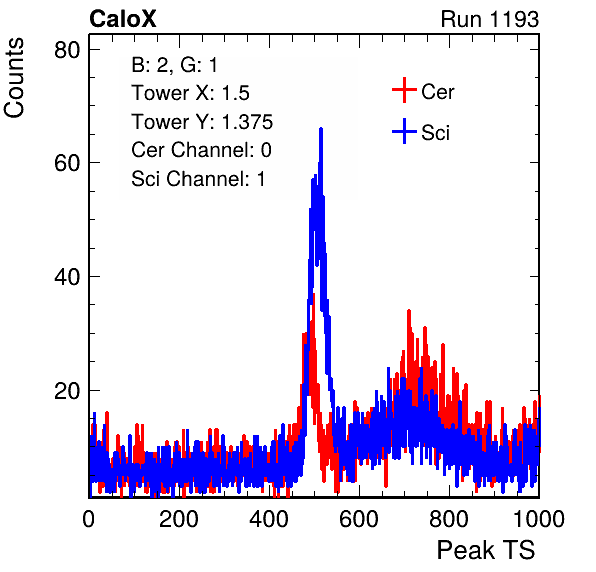 CaloX
Run 1193
Counts
80
60
40
20
B: 2, G: 1
Tower X: 1.5
Tower Y: 1.375
Cer Channel: 0
Sci Channel: 1
Cer
Sci
0 200 400 600 800 1000
Peak TS